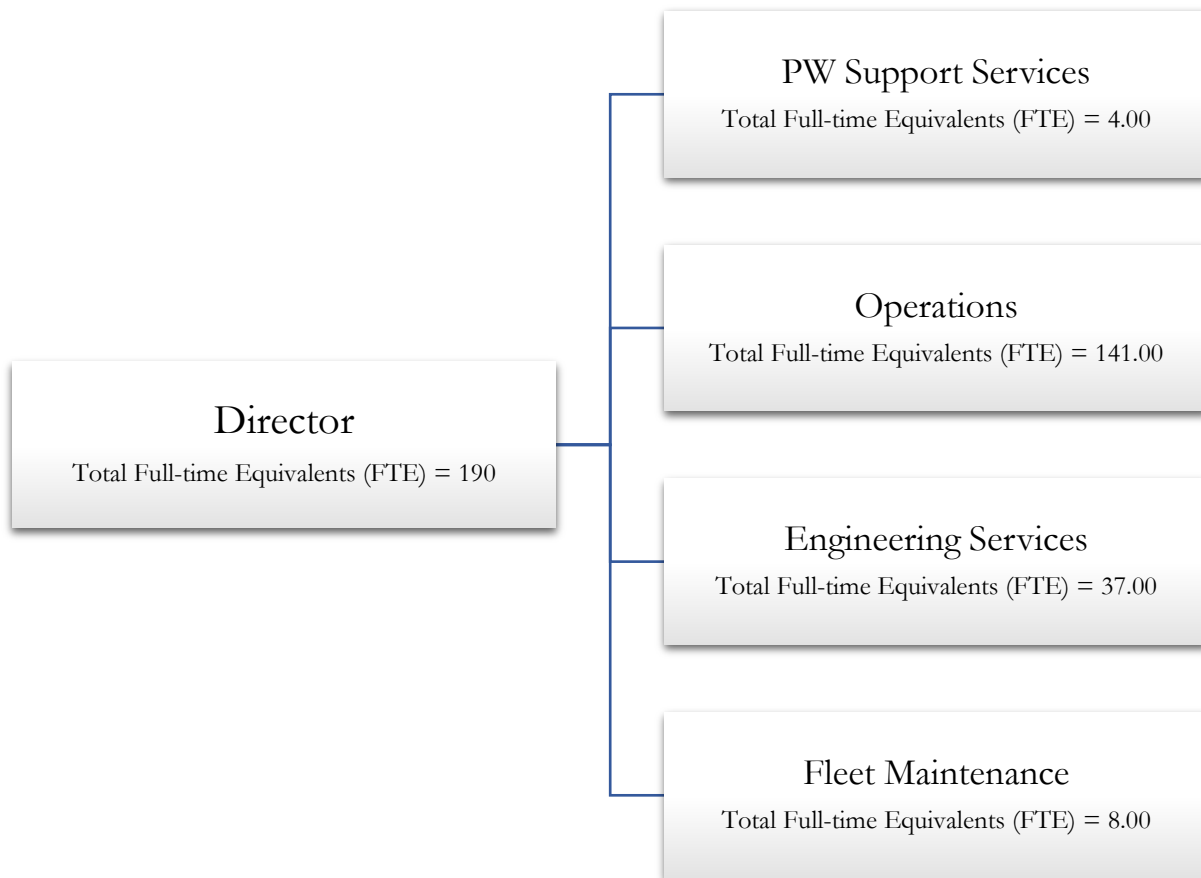 PW Support Services
Total Full-time Equivalents (FTE) = 4.00
Operations
Total Full-time Equivalents (FTE) = 141.00
Director
Total Full-time Equivalents (FTE) = 190
Engineering Services
Total Full-time Equivalents (FTE) = 37.00
Fleet Maintenance
Total Full-time Equivalents (FTE) = 8.00